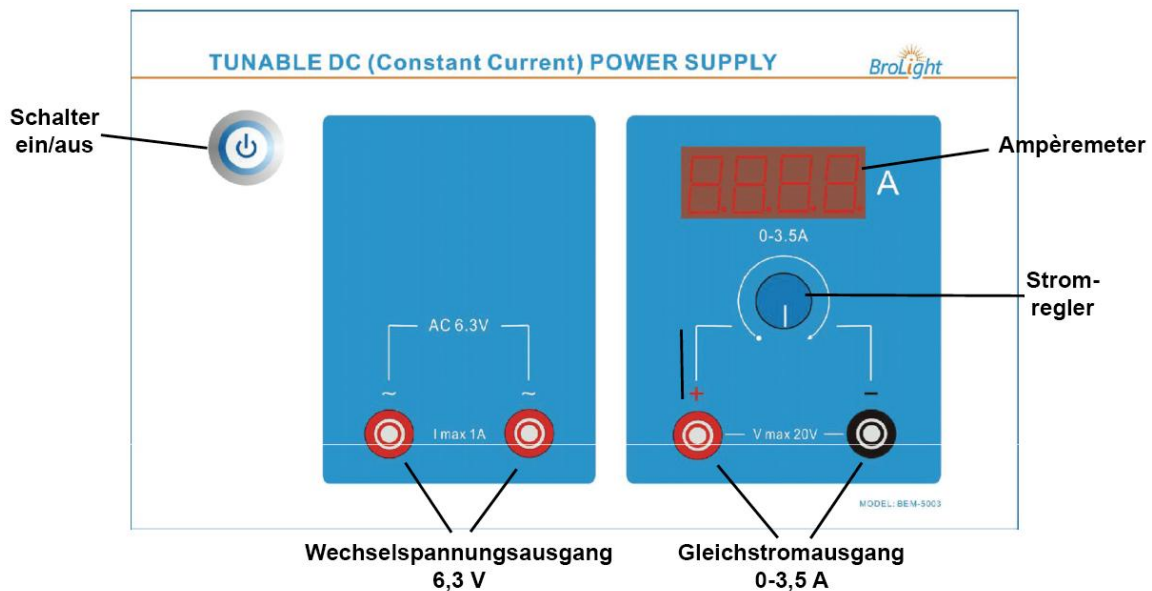 TUNABLE DC (Constant Current) POWER SUPPLY
BroLight
Schalter
ein/aus
Ampèremeter
A
0-3.5A
Strom-
regler
AC 6.3V
~ ~
+ −
I max 1A
V max 20V
MODEL: BEM-5003
Wechselspannungsausgang
6,3 V
Gleichstromausgang
0-3,5 A